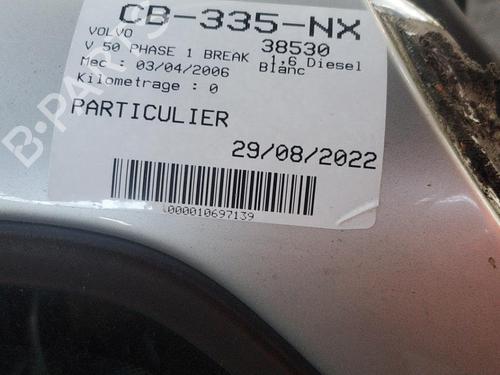 CB-335-NX
VOLVO 38530
V 50 PHASE 1 BREAK 1,6 Diesel
Mec : 03/04/2006 Blanc
Kilometrage : 0
PARTICULIER
29/08/2022
000010697139
B-PARTS